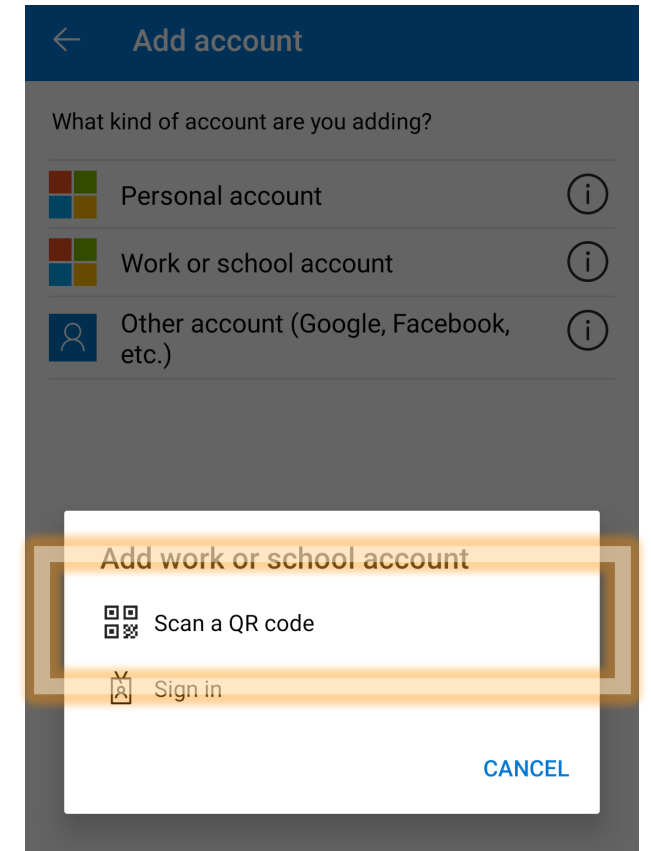 Add account
What kind of account are you adding?
Personal account
Work or school account
Other account (Google, Facebook,
etc.)
Add work or school account
Scan a QR code
Sign in
CANCEL